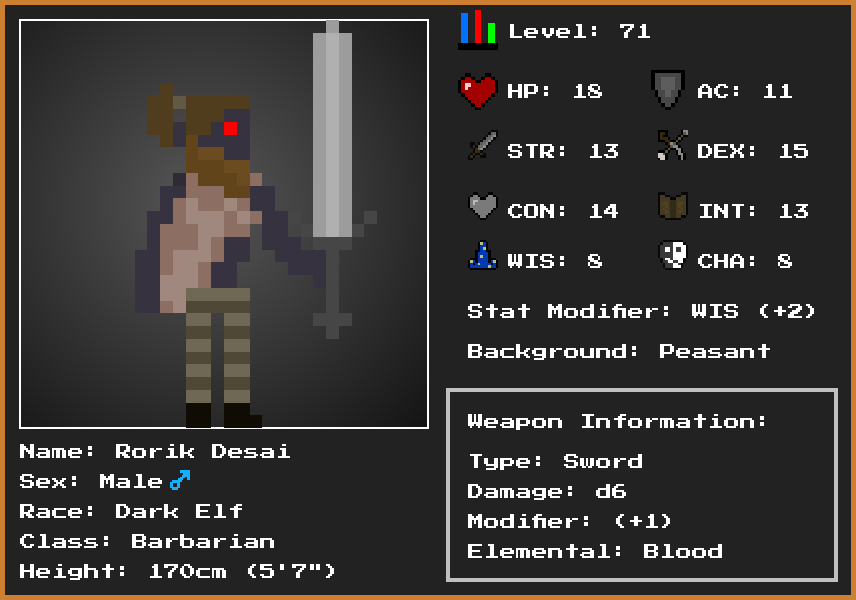 Level: 71
HP: 18 AC: 11
STR: 13 DEX: 15
CON: 14 INT: 13
WIS: 8 CHA: 8
Stat Modifier: WIS (+2)
Background: Peasant
Weapon Information:
Type: Sword
Damage: d6
Modifier: (+1)
Elemental: Blood
Name: Rorik Desai
Sex: Male ♂
Race: Dark Elf
Class: Barbarian
Height: 170cm (5'7")